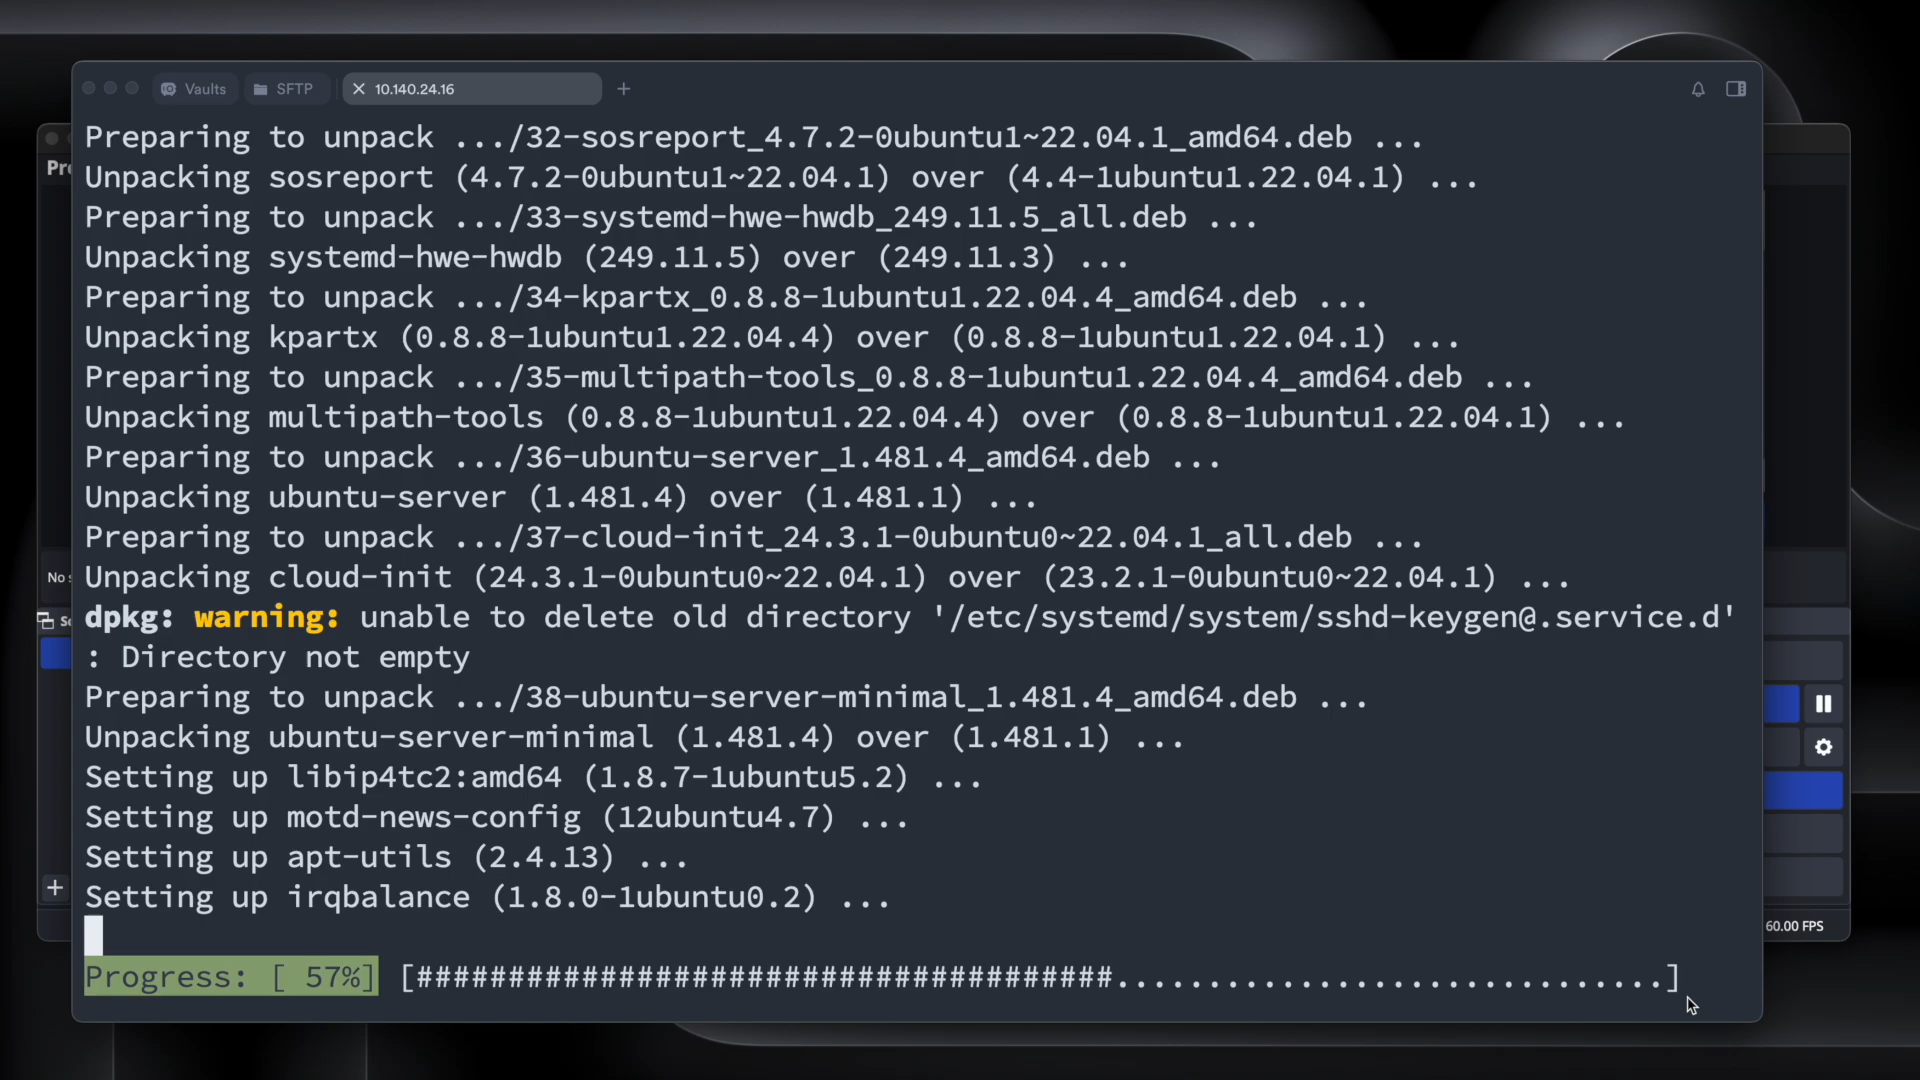 Vaults
SFTP
10.140.24.16
Pr
Preparing to unpack .../32-sosreport_4.7.2-0ubuntu1~22.04.1_amd64.deb ...
Unpacking sosreport (4.7.2-0ubuntu1~22.04.1) over (4.4-1ubuntu1.22.04.1) ...
Preparing to unpack .../33-systemd-hwe-hwdb_249.11.5_all.deb ...
Unpacking systemd-hwe-hwdb (249.11.5) over (249.11.3) ...
Preparing to unpack .../34-kpartx_0.8.8-1ubuntu1.22.04.4_amd64.deb ...
Unpacking kpartx (0.8.8-1ubuntu1.22.04.4) over (0.8.8-1ubuntu1.22.04.1) ...
Preparing to unpack .../35-multipath-tools_0.8.8-1ubuntu1.22.04.4_amd64.deb ...
Unpacking multipath-tools (0.8.8-1ubuntu1.22.04.4) over (0.8.8-1ubuntu1.22.04.1) ...
Preparing to unpack .../36-ubuntu-server_1.481.4_amd64.deb ...
Unpacking ubuntu-server (1.481.4) over (1.481.1) ...
Preparing to unpack .../37-cloud-init_24.3.1-0ubuntu0~22.04.1_all.deb ...
No s
Unpacking cloud-init (24.3.1-0ubuntu0~22.04.1) over (23.2.1-0ubuntu0~22.04.1) ...
dpkg: warning: unable to delete old directory '/etc/systemd/system/sshd-keygen@.service.d'
: Directory not empty
Preparing to unpack .../38-ubuntu-server-minimal_1.481.4_amd64.deb ...
Unpacking ubuntu-server-minimal (1.481.4) over (1.481.1) ...
Setting up libip4tc2:amd64 (1.8.7-1ubuntu5.2) ...
Setting up motd-news-config (12ubuntu4.7) ...
Setting up apt-utils (2.4.13) ...
Setting up irqbalance (1.8.0-1ubuntu0.2) ...
60.00 FPS
Progress: [ 57%] [######################################..............................]